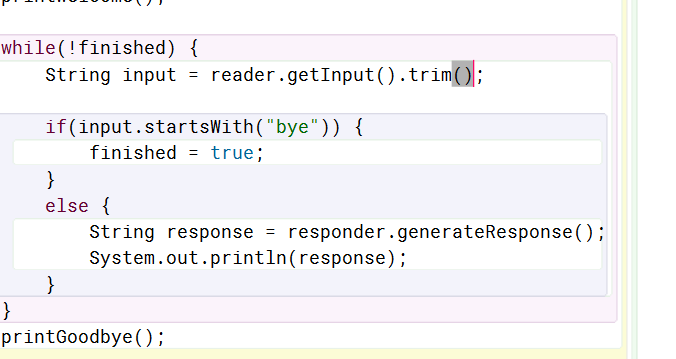 while(!finished) {
String input = reader.getInput().trim();
if(input.startsWith("bye")) {
finished = true;
}
else {
String response = responder.generateResponse();
System.out.println(response);
}
}
printGoodbye();